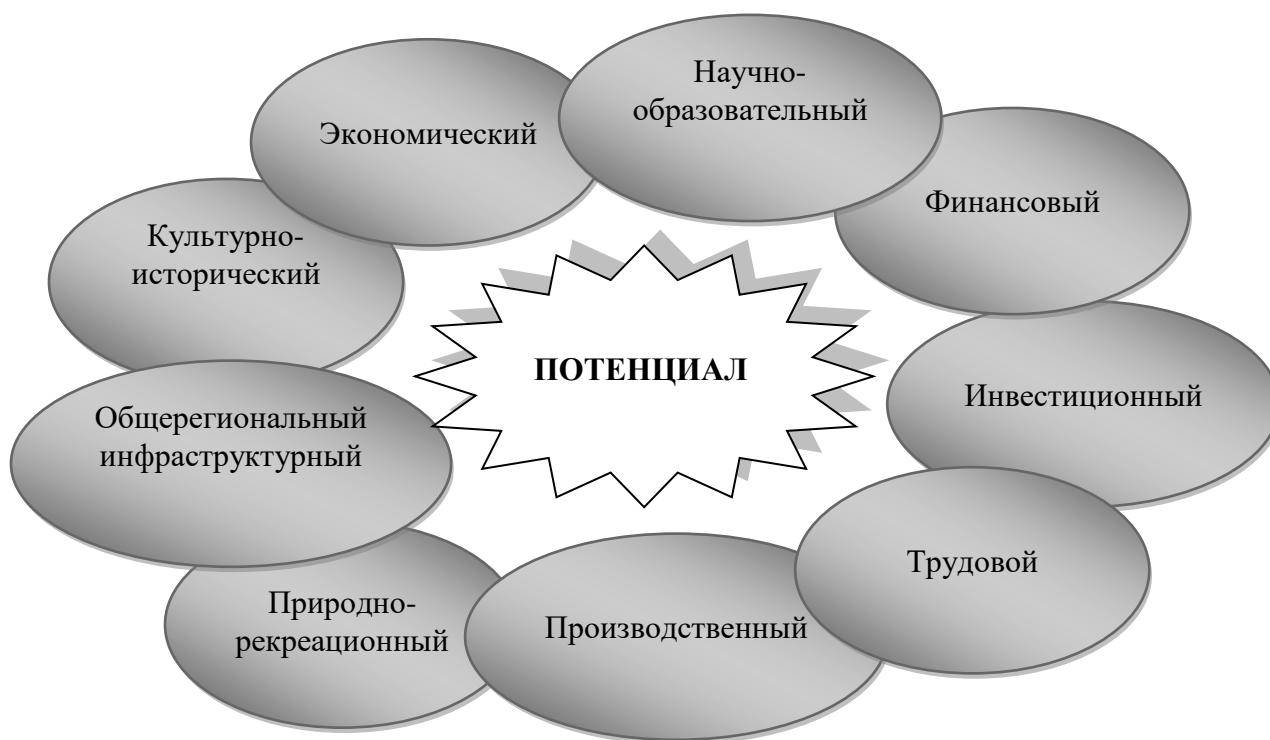 Научно-
образовательный
Экономический
Финансовый
Культурно-
исторический
ПОТЕНЦИАЛ
Инвестиционный
Общерегиональный
инфраструктурный
Трудовой
Природно-
рекреационный
Производственный